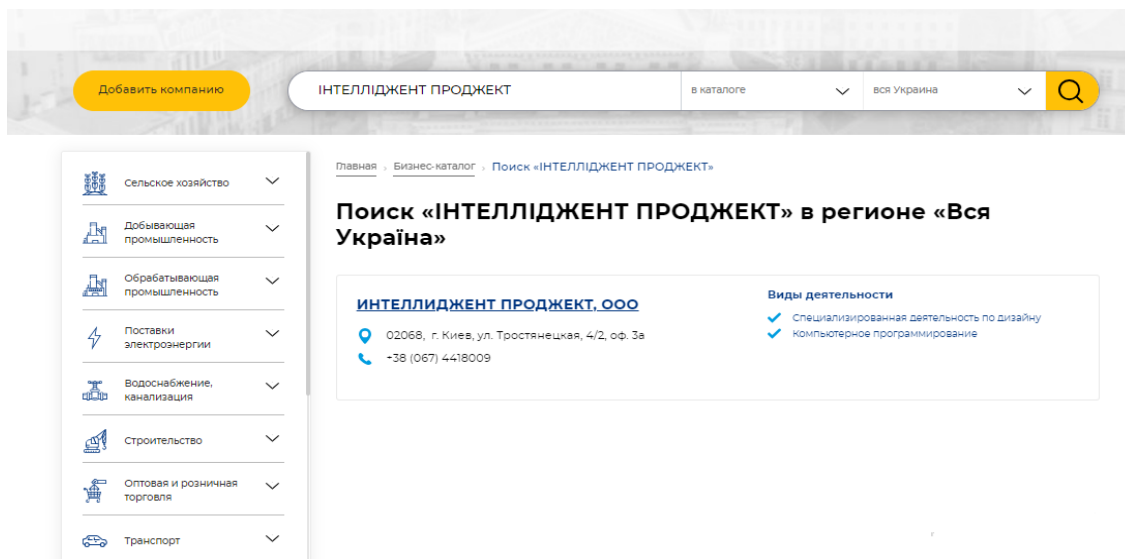 Добавить компанию
ІНТЕЛЛІДЖЕНТ ПРОДЖЕКТ
в каталоге
вся Украина
Сельское хозяйство
Добывающая
промышленность
Обрабатывающая
промышленность
Поставки
электроэнергии
Водоснабжение,
канализация
Строительство
Оптовая и розничная
торговля
Транспорт
Главная › Бизнес-каталог › Поиск «ІНТЕЛЛІДЖЕНТ ПРОДЖЕКТ»
Поиск «ІНТЕЛЛІДЖЕНТ ПРОДЖЕКТ» в регионе «Вся
Україна»
ИНТЕЛЛИДЖЕНТ ПРОДЖЕКТ, ООО
02068, г. Киев, ул. Тростянецкая, 4/2, оф. 3а
+38 (067) 4418009
Виды деятельности
Специализированная деятельность по дизайну
Компьютерное программирование